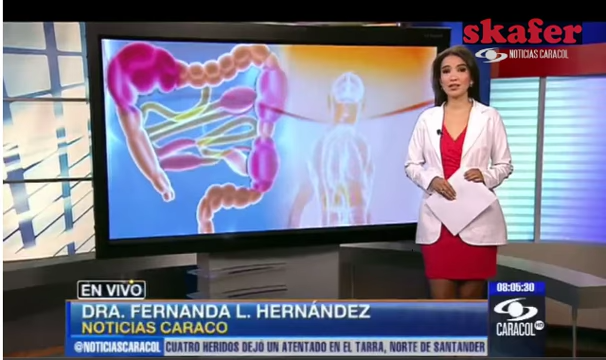 skafer
NOTICIAS CARACOL
EN VIVO
DRA. FERNANDA L. HERNÁNDEZ
NOTICIAS CARACO
08:05:30
CARACOL HD
@NOTICIASCARACOL CUATRO HERIDOS DEJÓ UN ATENTADO EN EL TARRA, NORTE DE SANTANDER